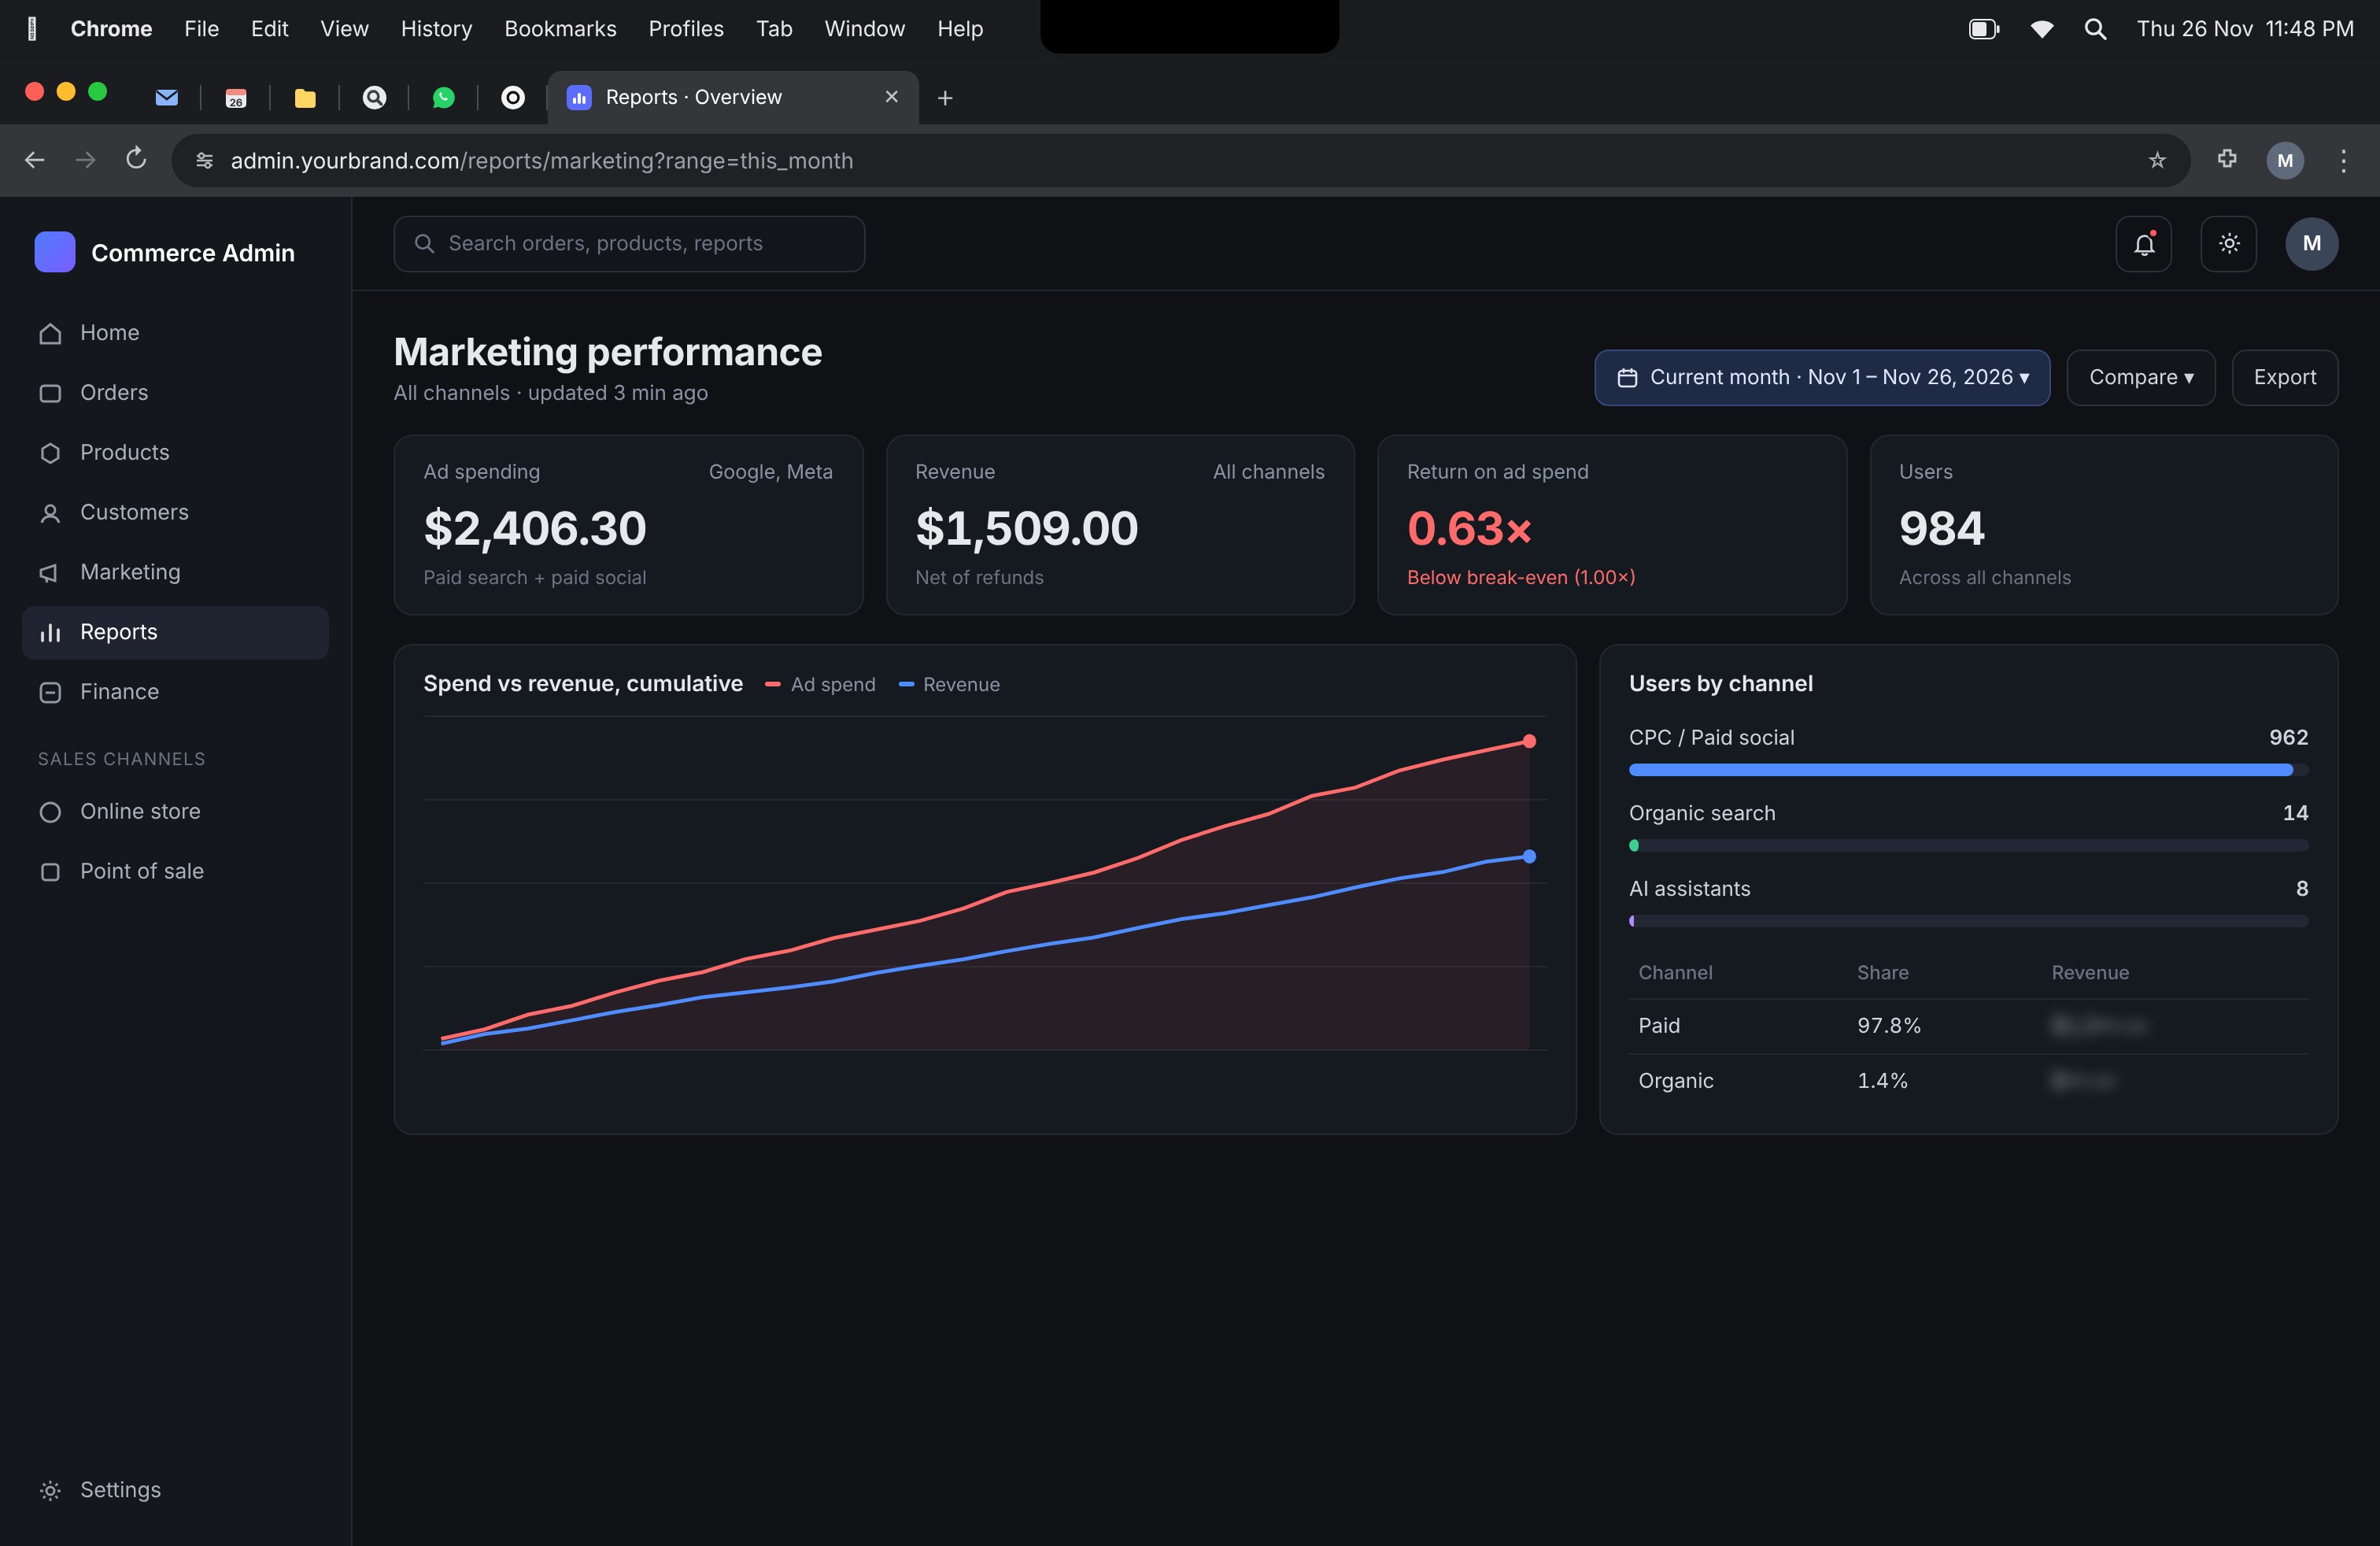 Chrome File Edit View History Bookmarks Profiles Tab Window Help
Thu 26 Nov 11:48 PM
26
Reports · Overview
admin.yourbrand.com/reports/marketing?range=this_month
M
Commerce Admin
Search orders, products, reports
M
Home
Orders
Products
Customers
Marketing
Reports
Finance
SALES CHANNELS
Online store
Point of sale
Settings
Marketing performance
All channels · updated 3 min ago
Current month · Nov 1 – Nov 26, 2026 ▾
Compare ▾
Export
Ad spending Google, Meta
$2,406.30
Paid search + paid social
Revenue All channels
$1,509.00
Net of refunds
Return on ad spend
0.63×
Below break-even (1.00×)
Users
984
Across all channels
Spend vs revenue, cumulative Ad spend Revenue
Users by channel
CPC / Paid social 962
Organic search 14
AI assistants 8
Channel Share Revenue
Paid 97.8%
Organic 1.4%